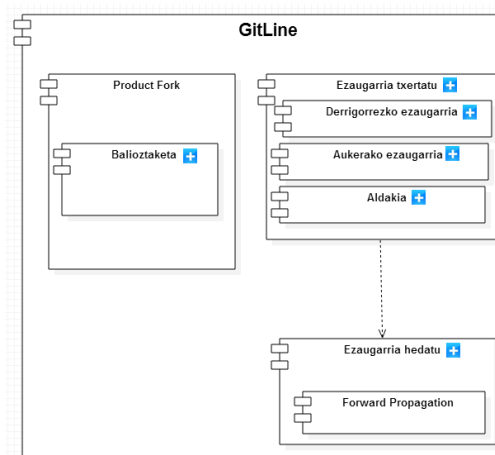 GitLine
Product Fork
Balioztaketa
Ezaugarria txertatu
Derrigorrezko ezaugarria
Aukerako ezaugarria
Aldakia
Ezaugarria hedatu
Forward Propagation